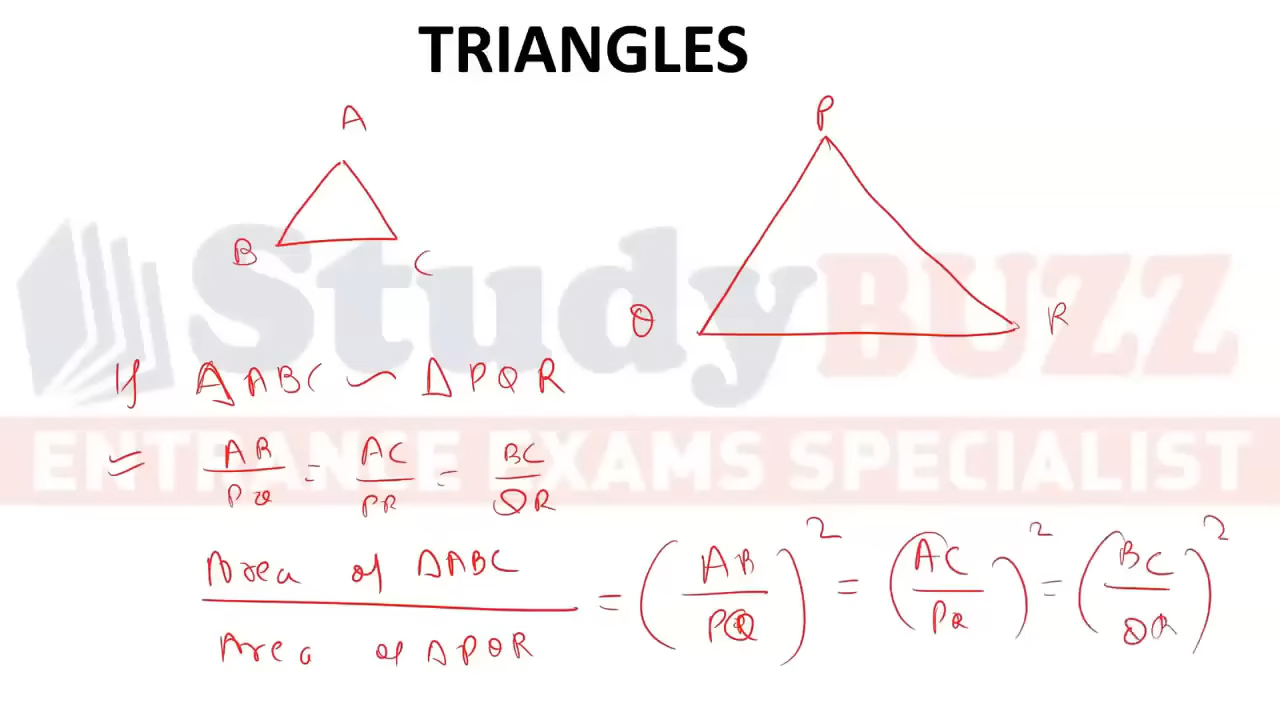 TRIANGLES
A
P
B
C
Q
R
StudyBUZZ
If ΔABC ~ ΔPQR
ENTRANCE EXAMS SPECIALIST
≈ AB/PQ = AC/PR = BC/QR
Area of ΔABC / Area of ΔPQR = (AB/PQ)² = (AC/PR)² = (BC/QR)²